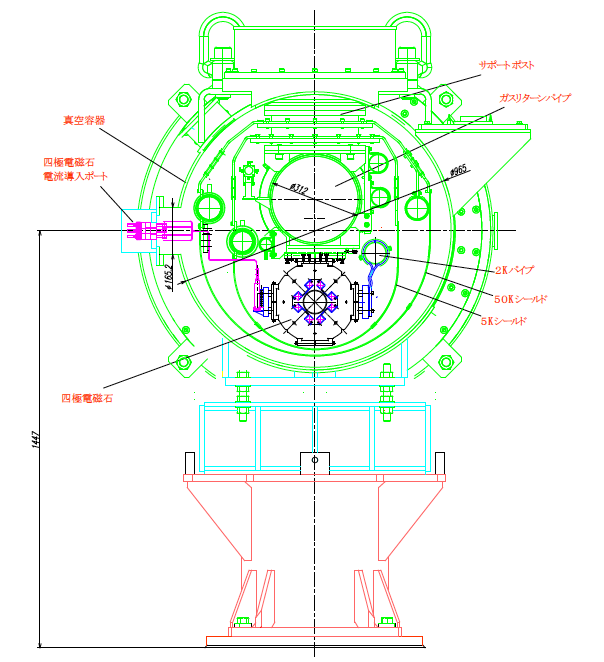 サポートポスト
ガスリターンパイプ
真空容器
四極電磁石
電流導入ポート
ø312
ø965
ø165.2
2Kパイプ
50Kシールド
5Kシールド
四極電磁石
1447